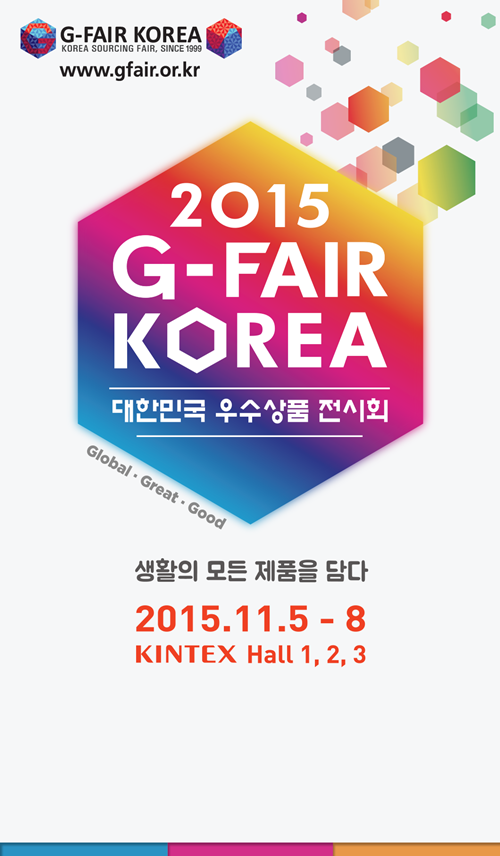 G-FAIR KOREA
KOREA SOURCING FAIR, SINCE 1999
www.gfair.or.kr
2015
G-FAIR
KOREA
대한민국 우수상품 전시회
Global · Great · Good
생활의 모든 제품을 담다
2015.11.5 - 8
KINTEX Hall 1, 2, 3